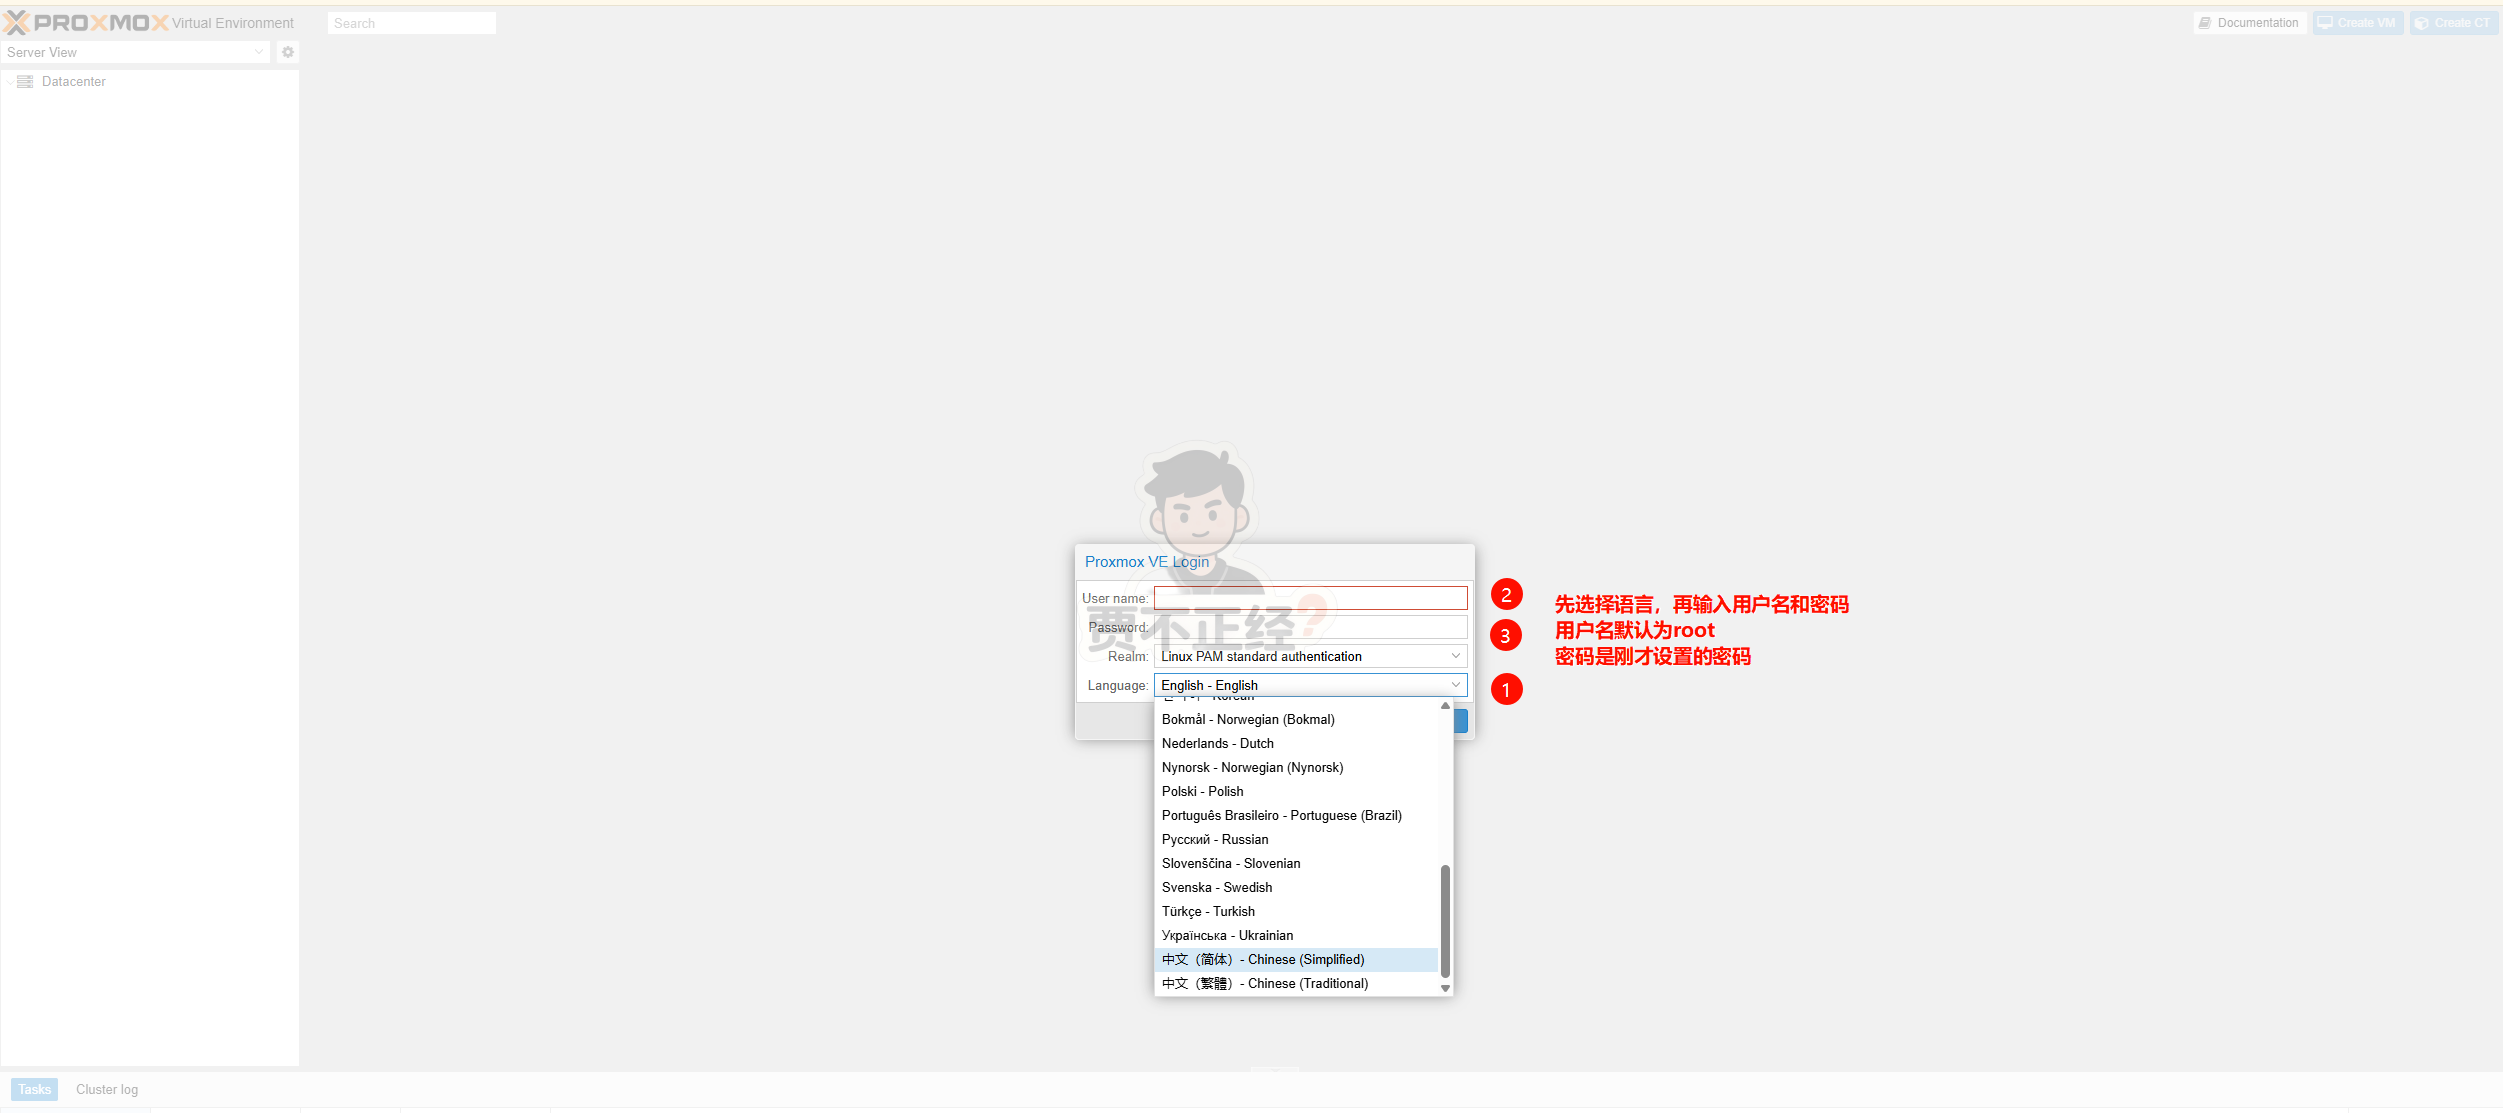 PROXMOX Virtual Environment
Search
Documentation
Create VM
Create CT
Server View
Datacenter
Proxmox VE Login
User name:
Password:
Realm: Linux PAM standard authentication
Language: English - English
Bokmål - Norwegian (Bokmal)
Nederlands - Dutch
Nynorsk - Norwegian (Nynorsk)
Polski - Polish
Português Brasileiro - Portuguese (Brazil)
Русский - Russian
Slovenščina - Slovenian
Svenska - Swedish
Türkçe - Turkish
Українська - Ukrainian
中文（简体）- Chinese (Simplified)
中文（繁體）- Chinese (Traditional)
2
3
1
先选择语言，再输入用户名和密码
用户名默认为root
密码是刚才设置的密码
贾不正经?
Tasks
Cluster log